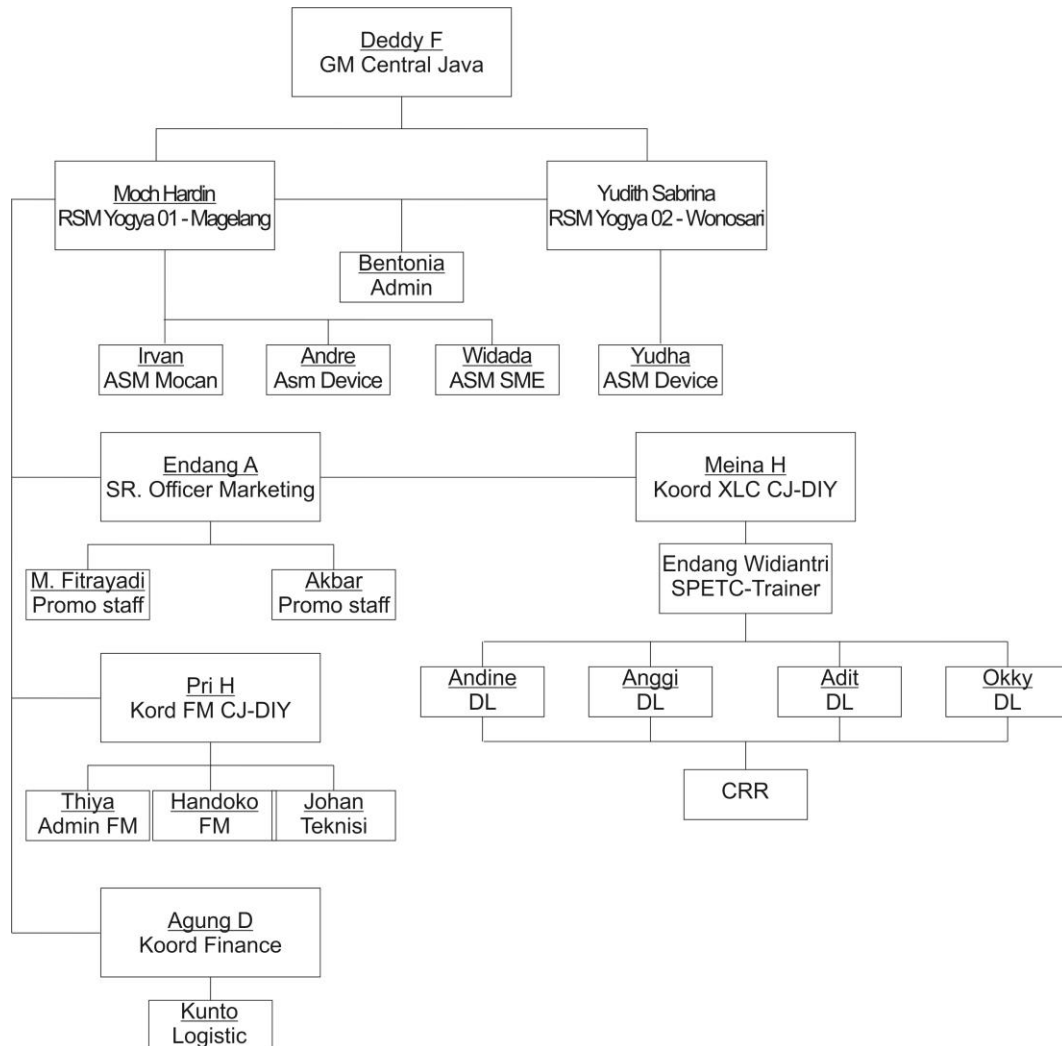 Deddy F
GM Central Java
Moch Hardin
RSM Yogya 01 - Magelang
Yudith Sabrina
RSM Yogya 02 - Wonosari
Bentonia
Admin
Irvan
ASM Mocan
Andre
Asm Device
Widada
ASM SME
Yudha
ASM Device
Endang A
SR. Officer Marketing
Meina H
Koord XLC CJ-DIY
M. Fitrayadi
Promo staff
Akbar
Promo staff
Endang Widiantri
SPETC-Trainer
Andine
DL
Anggi
DL
Adit
DL
Okky
DL
CRR
Pri H
Kord FM CJ-DIY
Thiya
Admin FM
Handoko
FM
Johan
Teknisi
Agung D
Koord Finance
Kunto
Logistic